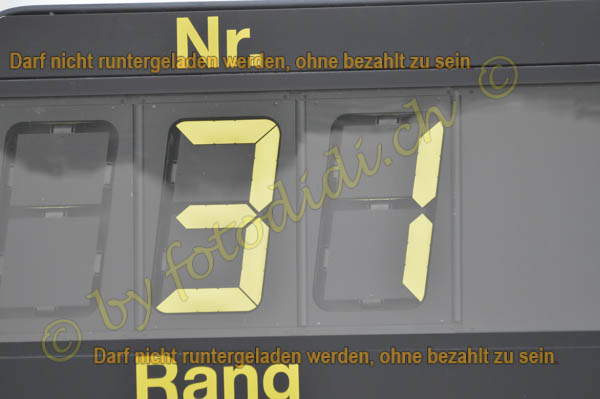 Nr.
Darf nicht runtergeladen werden, ohne bezahlt zu sein
31
© by fotodidi.ch ©
Darf nicht runtergeladen werden, ohne bezahlt zu sein
Rang